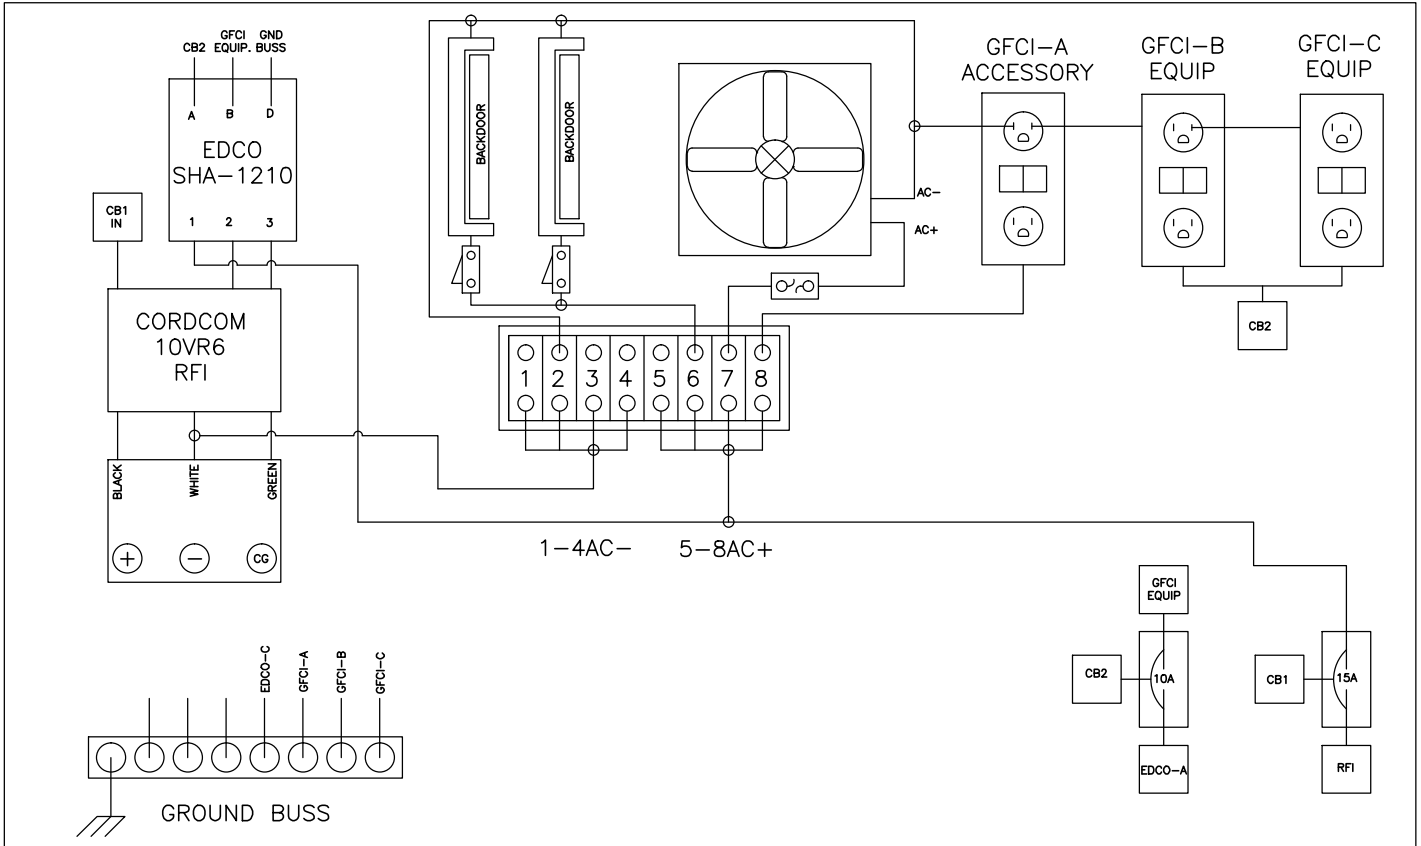 CB2
GFCI
EQUIP.
GND
BUSS
A
B
D
EDCO
SHA-1210
1
2
3
CB1
IN
CORDCOM
10VR6
RFI
BLACK
WHITE
GREEN
+
−
CG
BACKDOOR
BACKDOOR
AC-
AC+
GFCI-A
ACCESSORY
GFCI-B
EQUIP
GFCI-C
EQUIP
CB2
1
2
3
4
5
6
7
8
1-4AC-
5-8AC+
GFCI
EQUIP
CB2
10A
EDCO-A
CB1
15A
RFI
EDCO-C
GFCI-A
GFCI-B
GFCI-C
GROUND BUSS